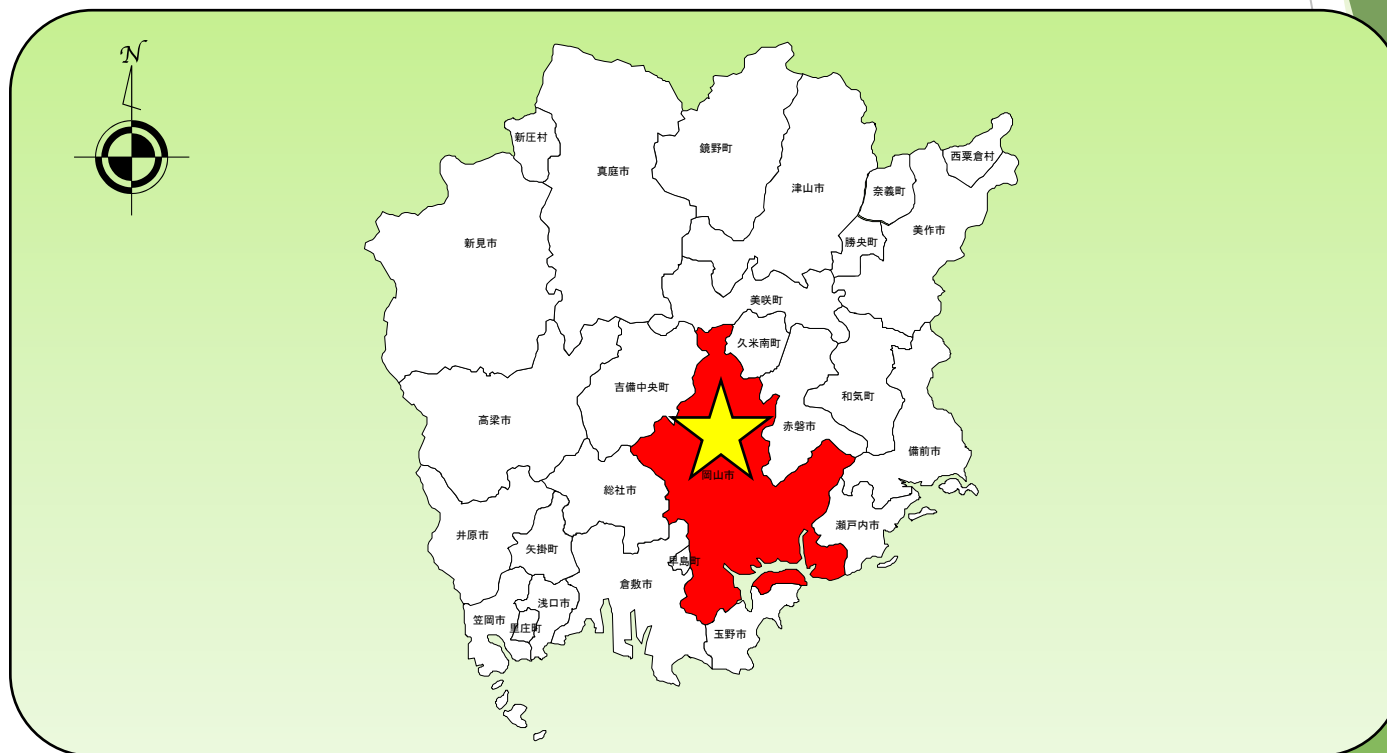 N
新圧村
真庭市
鏡野町
津山市
奈義町
西粟倉村
新見市
勝央町
美作市
美咲町
久米南町
吉備中央町
和気町
高梁市
赤磐市
備前市
岡山市
総社市
瀬戸内市
井原市
矢掛町
早島町
倉敷市
浅口市
笠岡市
里庄町
玉野市